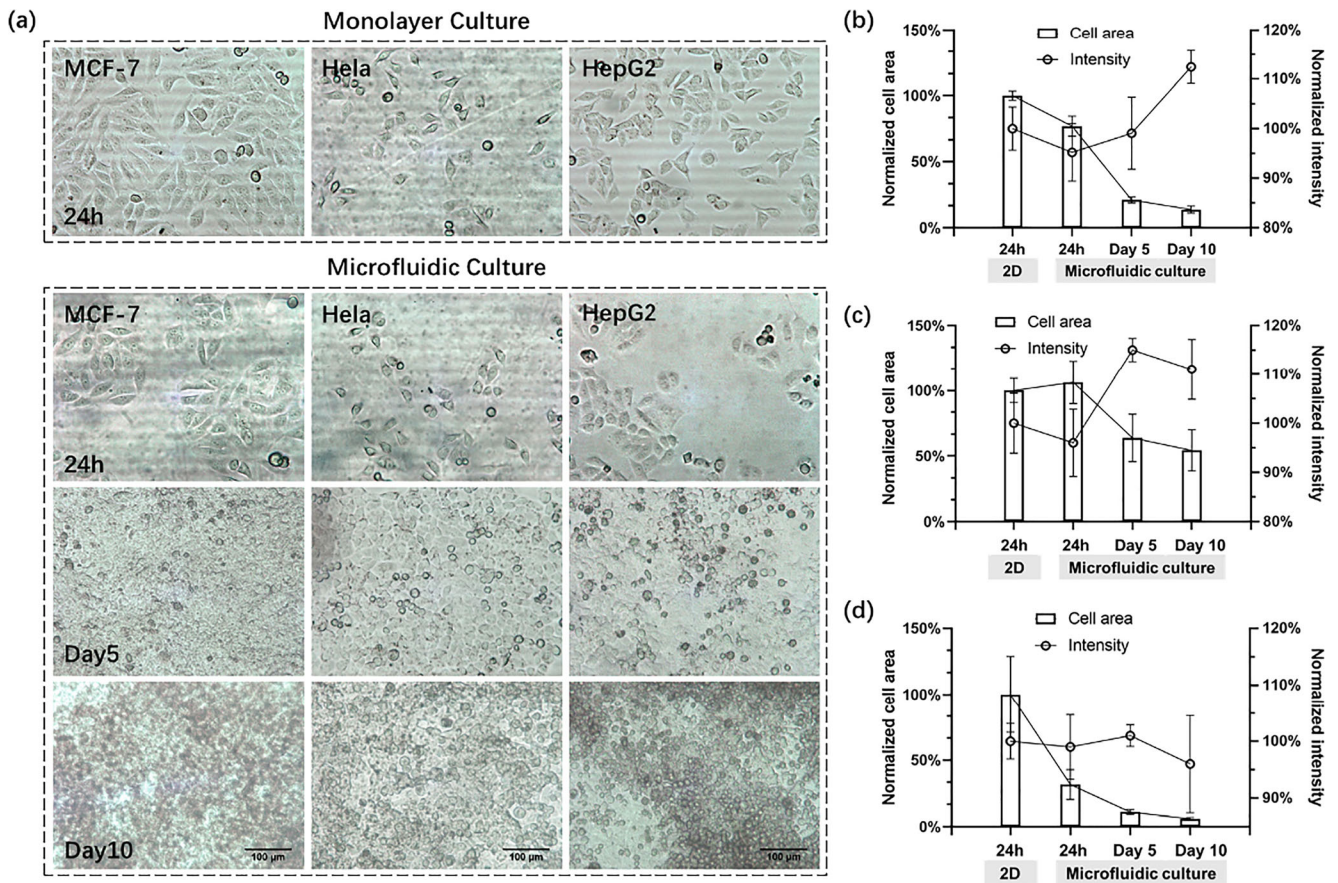 (a)
Monolayer Culture
MCF-7
Hela
HepG2
24h
Microfluidic Culture
MCF-7
Hela
HepG2
24h
Day5
Day10
100 μm
100 μm
100 μm
(b)
Normalized cell area
150%
100%
50%
0%
Cell area
Intensity
120%
110%
100%
90%
80%
Normalized intensity
24h 24h Day 5 Day 10
2D Microfluidic culture
(c)
Normalized cell area
150%
100%
50%
0%
Cell area
Intensity
120%
110%
100%
90%
80%
Normalized intensity
24h 24h Day 5 Day 10
2D Microfluidic culture
(d)
Normalized cell area
150%
100%
50%
0%
Cell area
Intensity
120%
110%
100%
90%
Normalized intensity
24h 24h Day 5 Day 10
2D Microfluidic culture